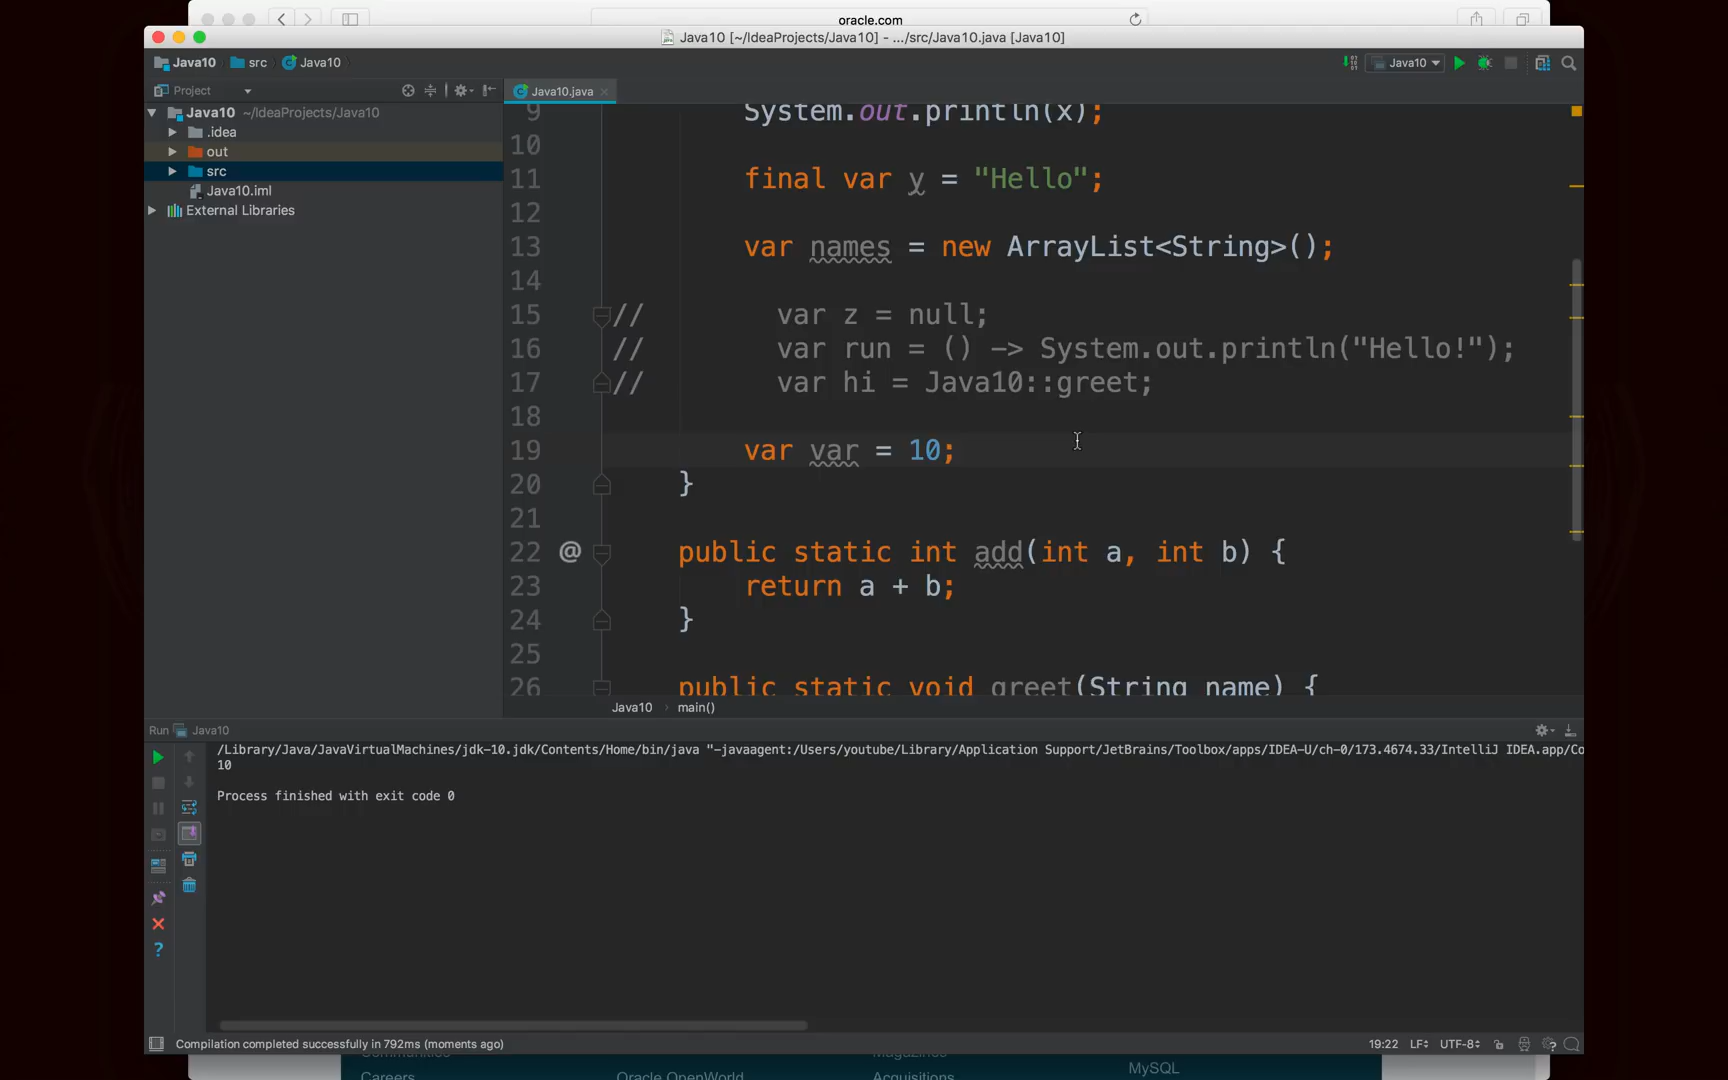 oracle.com
Java10 [~/IdeaProjects/Java10] - .../src/Java10.java [Java10]
Java10 src Java10
Java10
Project
Java10.java
Java10 ~/IdeaProjects/Java10
.idea
out
src
Java10.iml
External Libraries
9 System.out.println(x);
10
11 final var y = "Hello";
12
13 var names = new ArrayList<String>();
14
15 // var z = null;
16 // var run = () -> System.out.println("Hello!");
17 // var hi = Java10::greet;
18
19 var var = 10;
20 }
21
22 @ public static int add(int a, int b) {
23 return a + b;
24 }
25
26 public static void greet(String name) {
Java10 main()
Run Java10
/Library/Java/JavaVirtualMachines/jdk-10.jdk/Contents/Home/bin/java "-javaagent:/Users/youtube/Library/Application Support/JetBrains/Toolbox/apps/IDEA-U/ch-0/173.4674.33/IntelliJ IDEA.app/Co
10
Process finished with exit code 0
Compilation completed successfully in 792ms (moments ago)
19:22 LF UTF-8
Communities Magazines
Careers Oracle OpenWorld Acquisitions MySQL